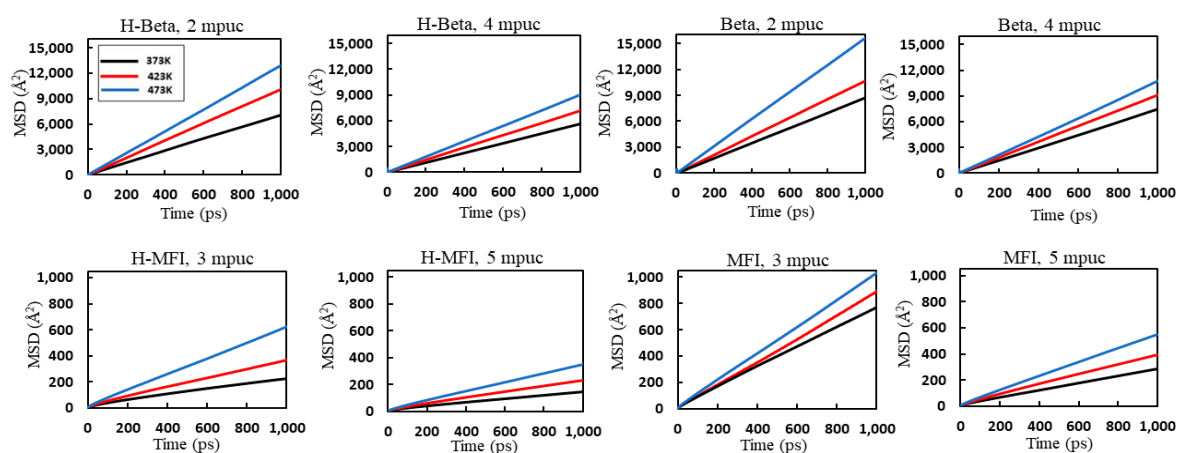 H-Beta, 2 mpuc
MSD (Å²)
15,000
12,000
9,000
6,000
3,000
0
373K
423K
473K
0 200 400 600 800 1,000
Time (ps)
H-Beta, 4 mpuc
MSD (Å²)
15,000
12,000
9,000
6,000
3,000
0
0 200 400 600 800 1,000
Time (ps)
Beta, 2 mpuc
MSD (Å²)
15,000
12,000
9,000
6,000
3,000
0
0 200 400 600 800 1,000
Time (ps)
Beta, 4 mpuc
MSD (Å²)
15,000
12,000
9,000
6,000
3,000
0
0 200 400 600 800 1,000
Time (ps)
H-MFI, 3 mpuc
MSD (Å²)
1,000
800
600
400
200
0
0 200 400 600 800 1,000
Time (ps)
H-MFI, 5 mpuc
MSD (Å²)
1,000
800
600
400
200
0
0 200 400 600 800 1,000
Time (ps)
MFI, 3 mpuc
MSD (Å²)
1,000
800
600
400
200
0
0 200 400 600 800 1,000
Time (ps)
MFI, 5 mpuc
MSD (Å²)
1,000
800
600
400
200
0
0 200 400 600 800 1,000
Time (ps)